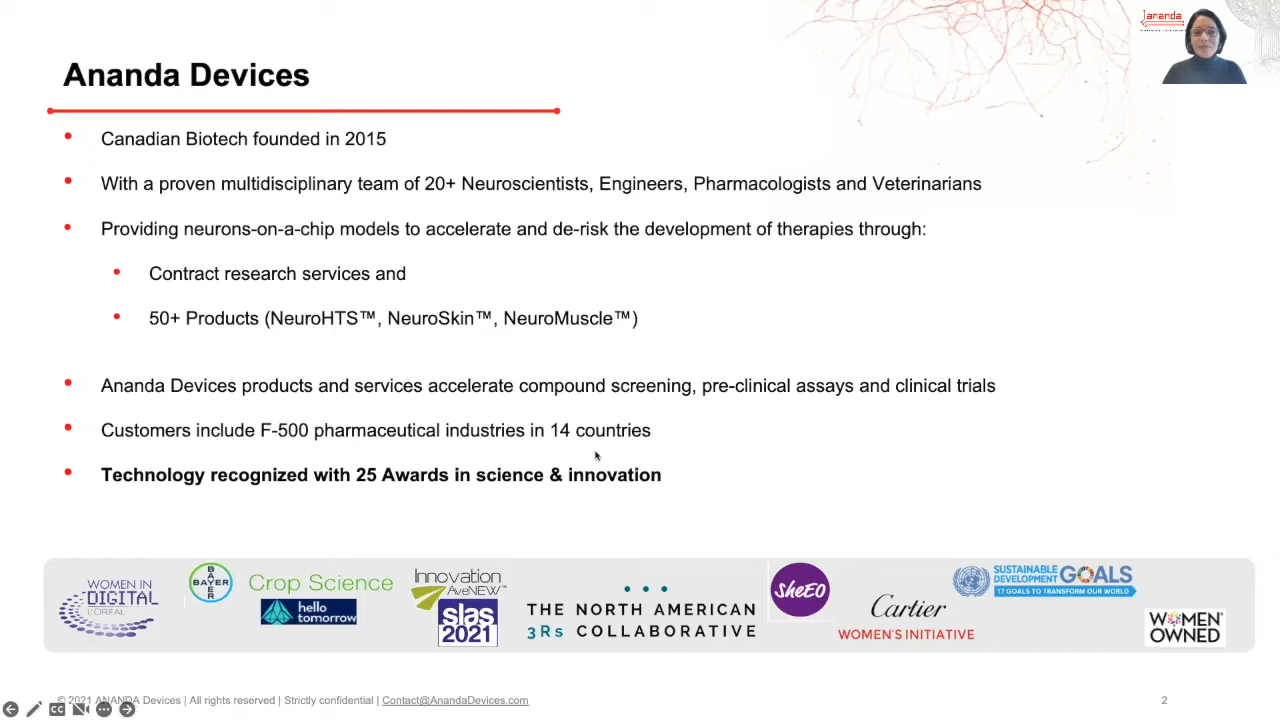 ananda
Ananda Devices
Canadian Biotech founded in 2015
With a proven multidisciplinary team of 20+ Neuroscientists, Engineers, Pharmacologists and Veterinarians
Providing neurons-on-a-chip models to accelerate and de-risk the development of therapies through:
Contract research services and
50+ Products (NeuroHTS™, NeuroSkin™, NeuroMuscle™)
Ananda Devices products and services accelerate compound screening, pre-clinical assays and clinical trials
Customers include F-500 pharmaceutical industries in 14 countries
Technology recognized with 25 Awards in science & innovation
WOMEN IN
DIGITAL
L'ORÉAL
BAYER
BAYER
Crop Science
hello
tomorrow
Innovation
AveNEW™
slas
2021
THE NORTH AMERICAN
3Rs COLLABORATIVE
SheEO
Cartier
WOMEN'S INITIATIVE
SUSTAINABLE
DEVELOPMENT GOALS
17 GOALS TO TRANSFORM OUR WORLD
WOMEN
OWNED
© 2021 ANANDA Devices | All rights reserved | Strictly confidential | Contact@AnandaDevices.com
2
CC